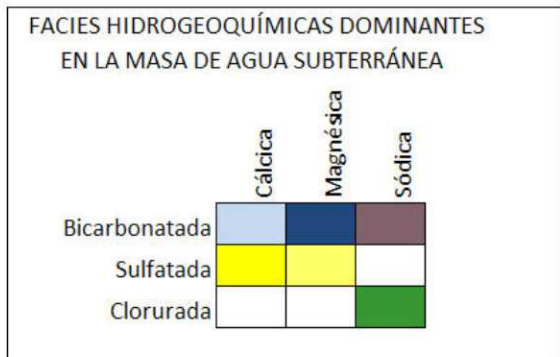 FACIES HIDROGEOQUÍMICAS DOMINANTES
EN LA MASA DE AGUA SUBTERRÁNEA
Cálcica
Magnésica
Sódica
Bicarbonatada
Sulfatada
Clorurada